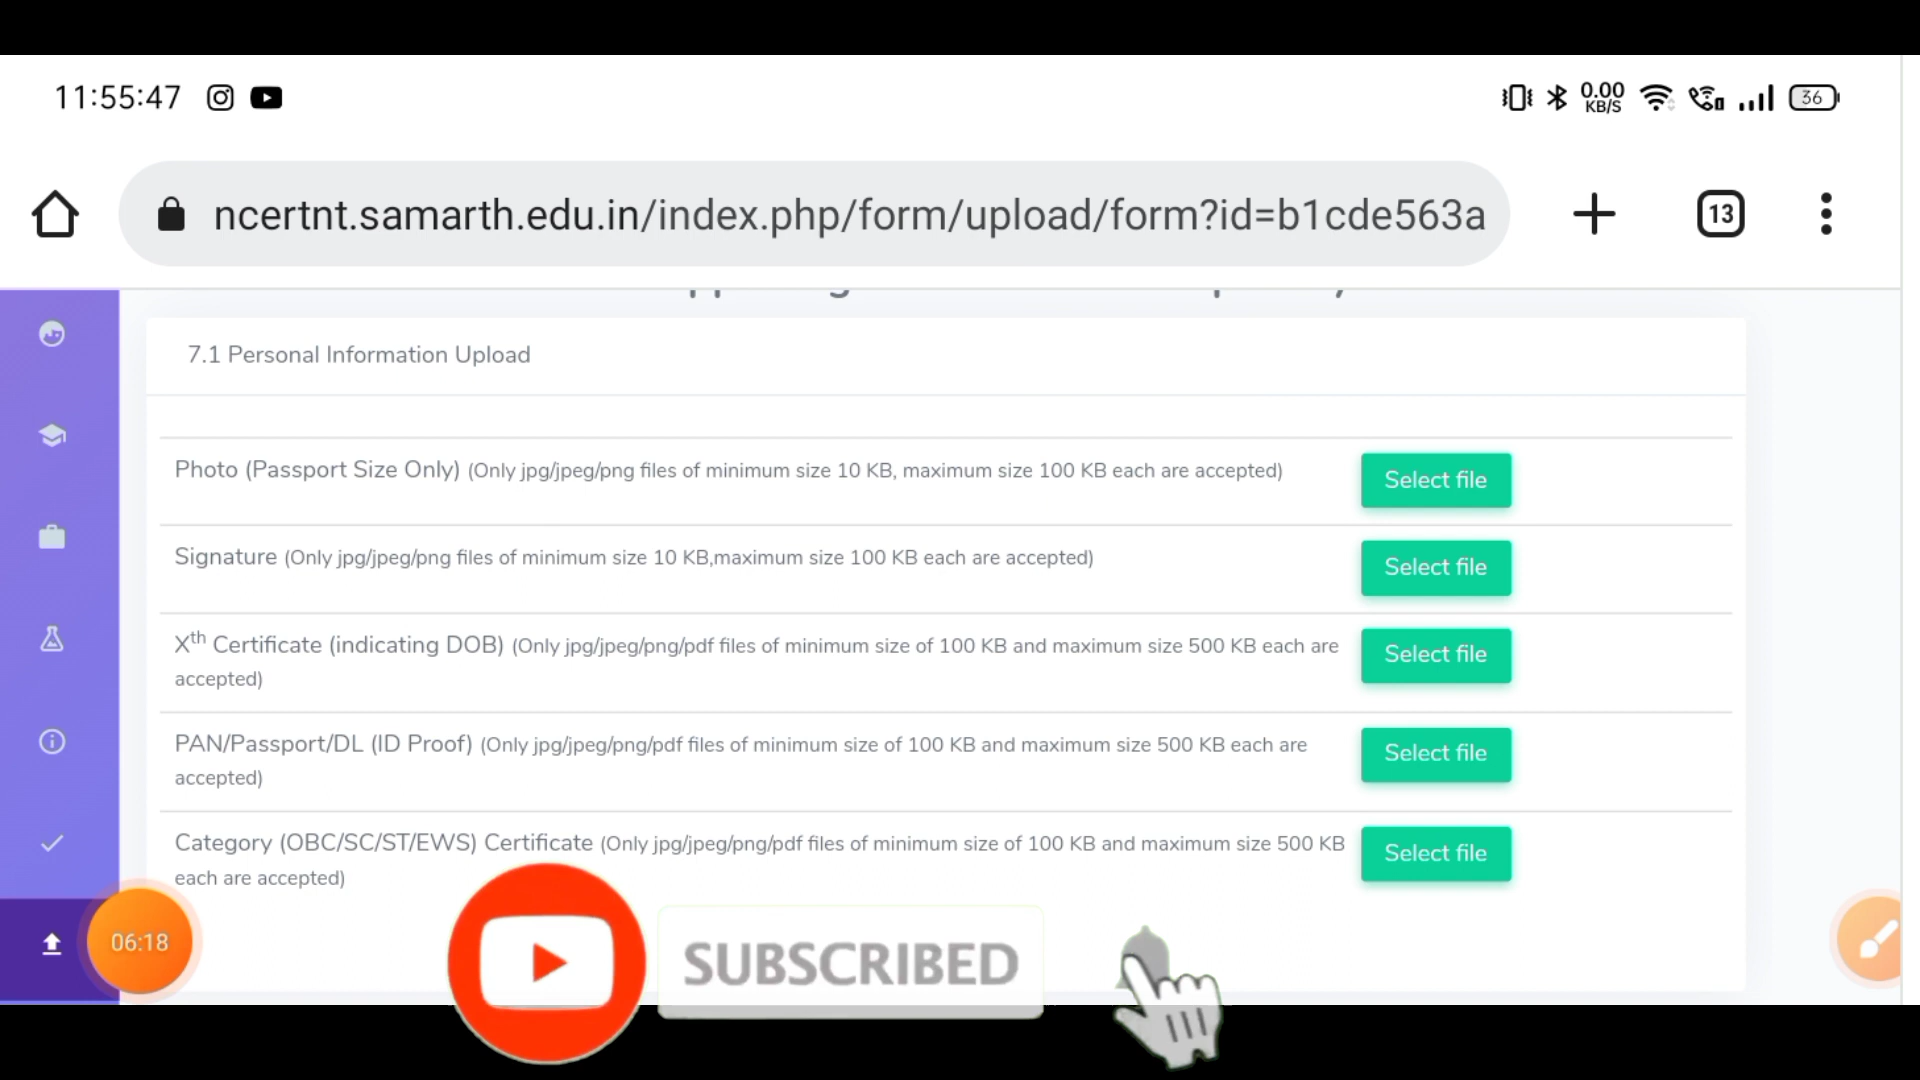 11:55:47
0.00
KB/S
36
ncertnt.samarth.edu.in/index.php/form/upload/form?id=b1cde563a
13
7.1 Personal Information Upload
Photo (Passport Size Only) (Only jpg/jpeg/png files of minimum size 10 KB, maximum size 100 KB each are accepted)
Select file
Signature (Only jpg/jpeg/png files of minimum size 10 KB,maximum size 100 KB each are accepted)
Select file
Xth Certificate (indicating DOB) (Only jpg/jpeg/png/pdf files of minimum size of 100 KB and maximum size 500 KB each are
accepted)
Select file
PAN/Passport/DL (ID Proof) (Only jpg/jpeg/png/pdf files of minimum size of 100 KB and maximum size 500 KB each are
accepted)
Select file
Category (OBC/SC/ST/EWS) Certificate (Only jpg/jpeg/png/pdf files of minimum size of 100 KB and maximum size 500 KB
each are accepted)
Select file
06:18
SUBSCRIBED